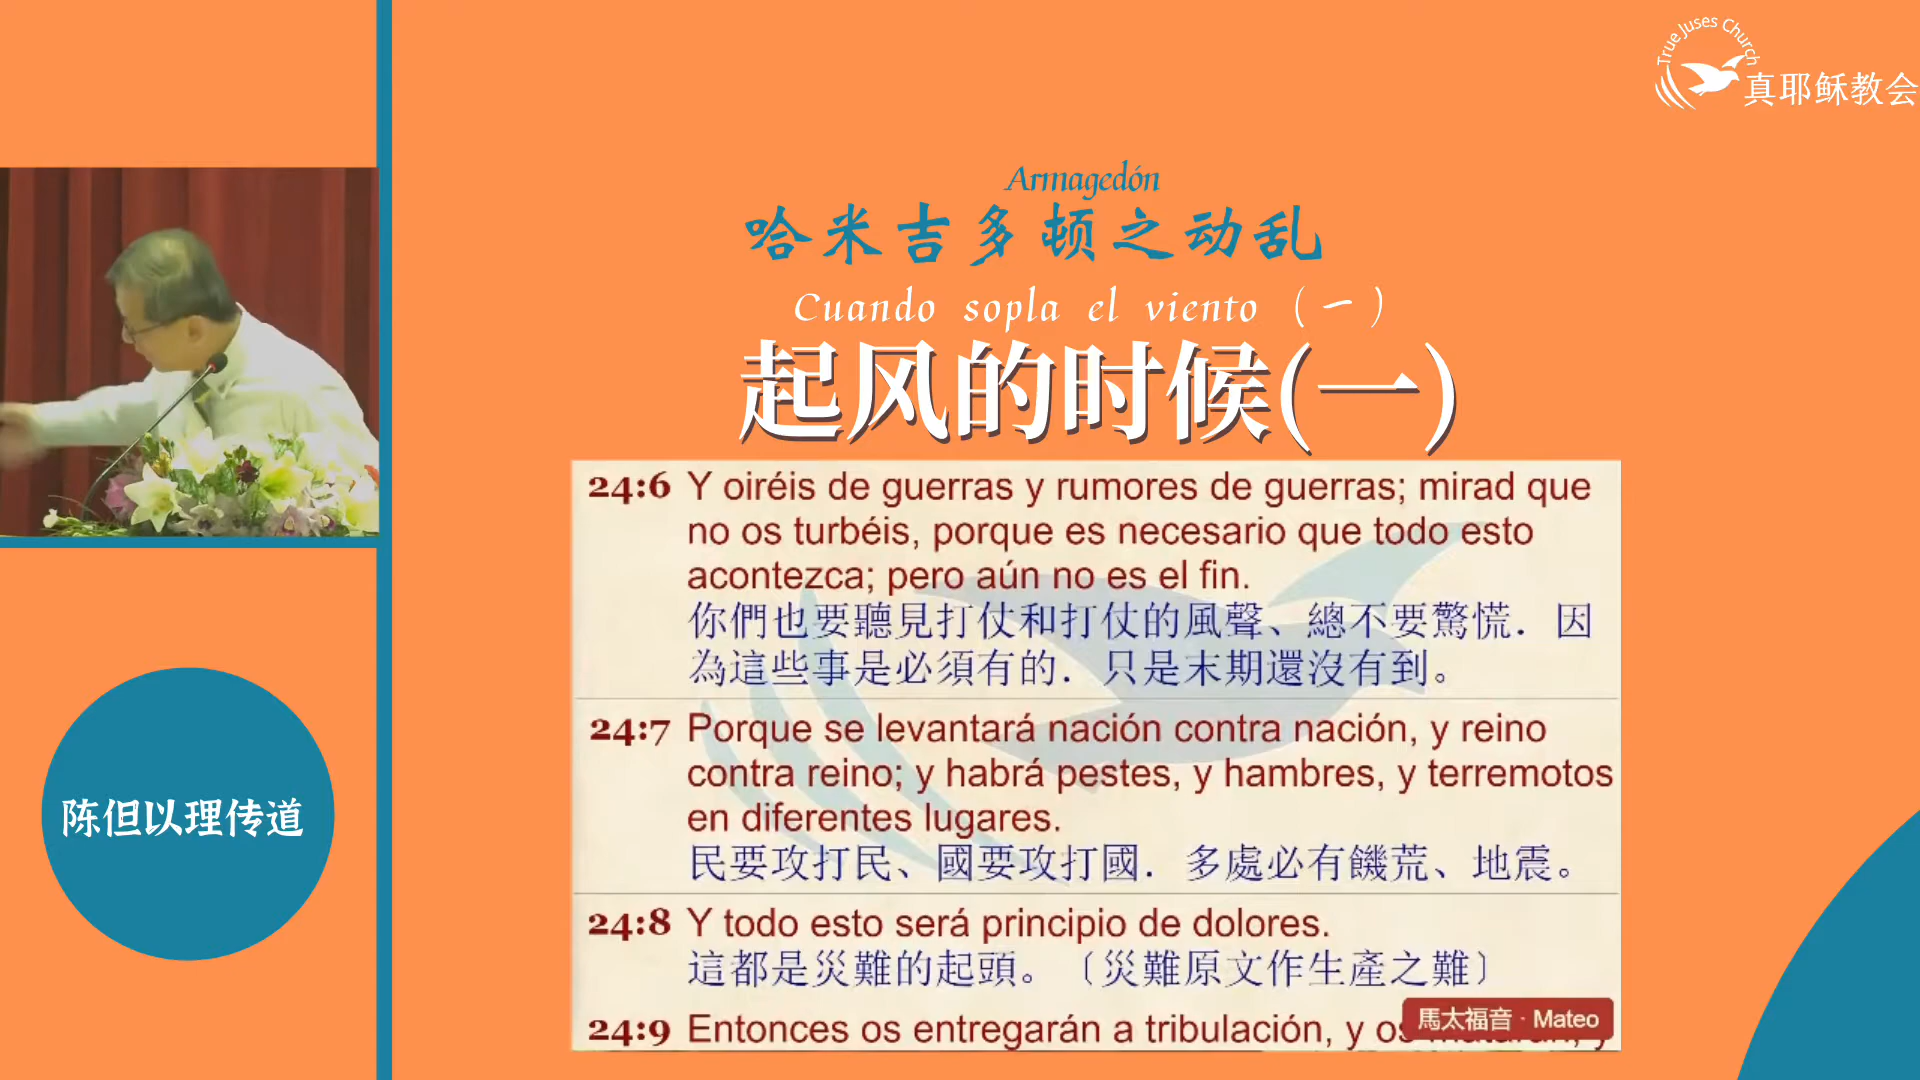 True Juses Church
真耶稣教会
Armagedón
哈米吉多顿之动乱
Cuando sopla el viento (一)
起风的时候(一)
24:6 Y oiréis de guerras y rumores de guerras; mirad que
no os turbéis, porque es necesario que todo esto
acontezca; pero aún no es el fin.
你們也要聽見打仗和打仗的風聲、總不要驚慌．因
為這些事是必須有的．只是末期還沒有到。
24:7 Porque se levantará nación contra nación, y reino
contra reino; y habrá pestes, y hambres, y terremotos
en diferentes lugares.
民要攻打民、國要攻打國．多處必有饑荒、地震。
24:8 Y todo esto será principio de dolores.
這都是災難的起頭。〔災難原文作生產之難〕
24:9 Entonces os entregarán a tribulación, y os
馬太福音 · Mateo
陈但以理传道